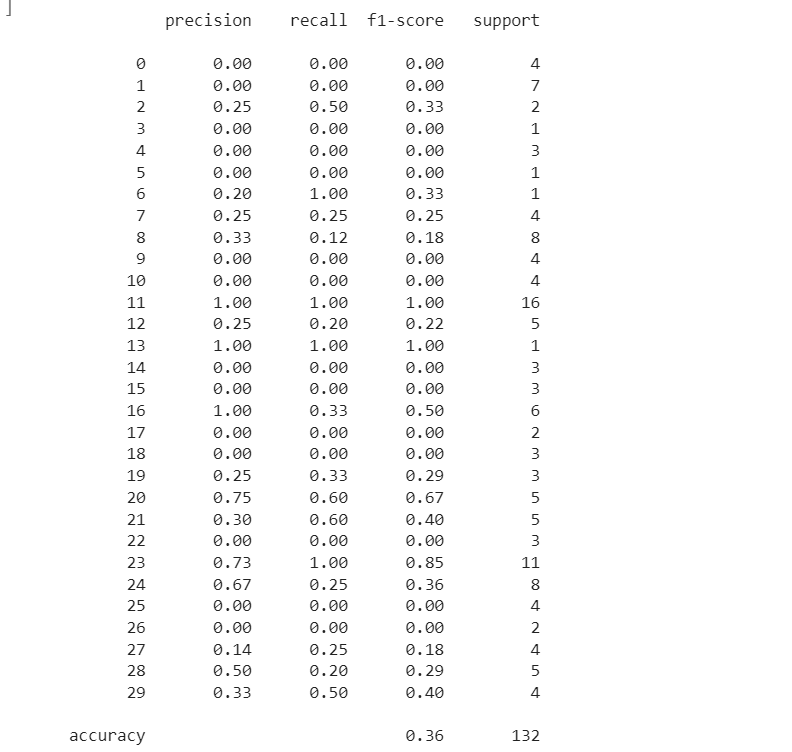 ]
precision recall f1-score support
0 0.00 0.00 0.00 4
1 0.00 0.00 0.00 7
2 0.25 0.50 0.33 2
3 0.00 0.00 0.00 1
4 0.00 0.00 0.00 3
5 0.00 0.00 0.00 1
6 0.20 1.00 0.33 1
7 0.25 0.25 0.25 4
8 0.33 0.12 0.18 8
9 0.00 0.00 0.00 4
10 0.00 0.00 0.00 4
11 1.00 1.00 1.00 16
12 0.25 0.20 0.22 5
13 1.00 1.00 1.00 1
14 0.00 0.00 0.00 3
15 0.00 0.00 0.00 3
16 1.00 0.33 0.50 6
17 0.00 0.00 0.00 2
18 0.00 0.00 0.00 3
19 0.25 0.33 0.29 3
20 0.75 0.60 0.67 5
21 0.30 0.60 0.40 5
22 0.00 0.00 0.00 3
23 0.73 1.00 0.85 11
24 0.67 0.25 0.36 8
25 0.00 0.00 0.00 4
26 0.00 0.00 0.00 2
27 0.14 0.25 0.18 4
28 0.50 0.20 0.29 5
29 0.33 0.50 0.40 4
accuracy 0.36 132